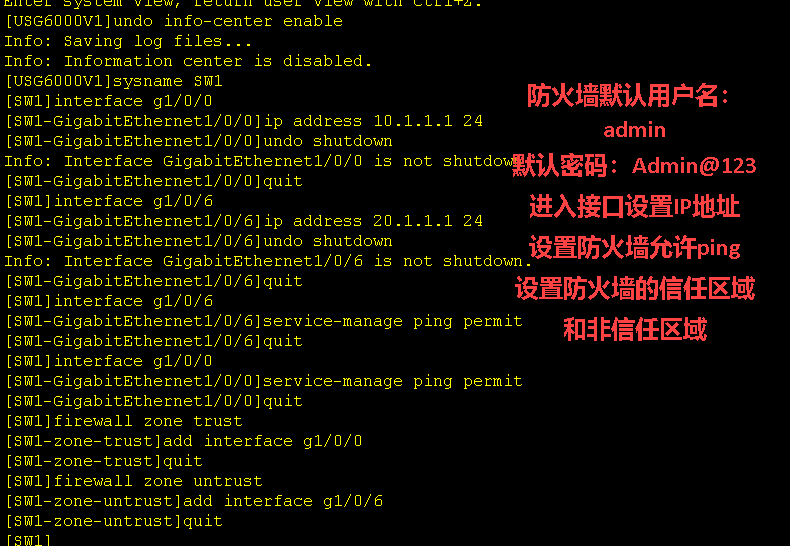 Enter system view, return user view with Ctrl+Z.
[USG6000V1]undo info-center enable
Info: Saving log files...
Info: Information center is disabled.
[USG6000V1]sysname SW1
[SW1]interface g1/0/0
[SW1-GigabitEthernet1/0/0]ip address 10.1.1.1 24
[SW1-GigabitEthernet1/0/0]undo shutdown
Info: Interface GigabitEthernet1/0/0 is not shutdown
[SW1-GigabitEthernet1/0/0]quit
[SW1]interface g1/0/6
[SW1-GigabitEthernet1/0/6]ip address 20.1.1.1 24
[SW1-GigabitEthernet1/0/6]undo shutdown
Info: Interface GigabitEthernet1/0/6 is not shutdown.
[SW1-GigabitEthernet1/0/6]quit
[SW1]interface g1/0/6
[SW1-GigabitEthernet1/0/6]service-manage ping permit
[SW1-GigabitEthernet1/0/6]quit
[SW1]interface g1/0/0
[SW1-GigabitEthernet1/0/0]service-manage ping permit
[SW1-GigabitEthernet1/0/0]quit
[SW1]firewall zone trust
[SW1-zone-trust]add interface g1/0/0
[SW1-zone-trust]quit
[SW1]firewall zone untrust
[SW1-zone-untrust]add interface g1/0/6
[SW1-zone-untrust]quit
[SW1]
防火墙默认用户名：
admin
默认密码：Admin@123
进入接口设置IP地址
设置防火墙允许ping
设置防火墙的信任区域
和非信任区域